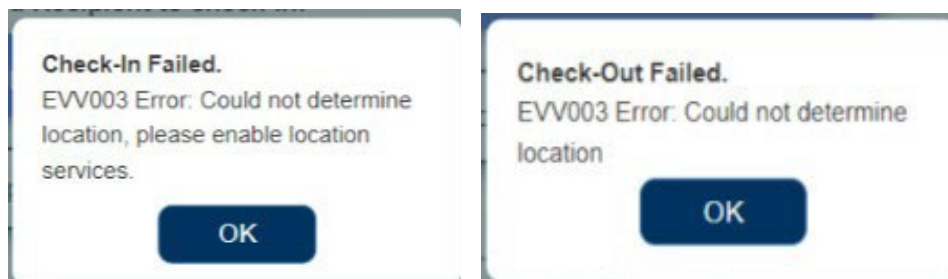 Check-In Failed.
EVV003 Error: Could not determine
location, please enable location
services.
OK
Check-Out Failed.
EVV003 Error: Could not determine
location
OK